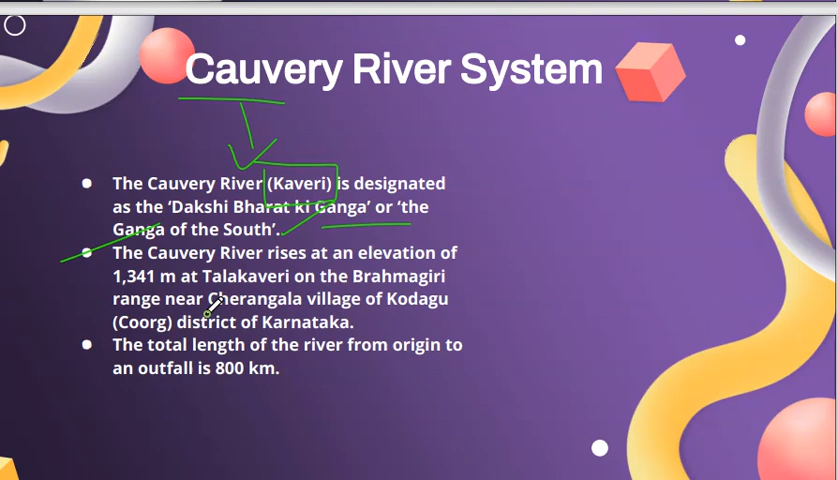 Cauvery River System
● The Cauvery River (Kaveri) is designated
as the ‘Dakshi Bharat ki Ganga’ or ‘the
Ganga of the South’.
● The Cauvery River rises at an elevation of
1,341 m at Talakaveri on the Brahmagiri
range near Cherangala village of Kodagu
(Coorg) district of Karnataka.
● The total length of the river from origin to
an outfall is 800 km.